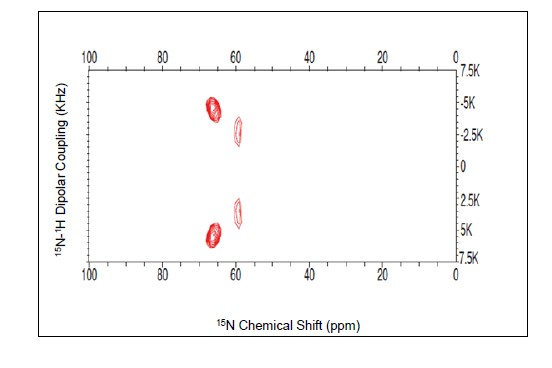 100 80 60 40 20 0
7.5K
-5K
-2.5K
0
2.5K
5K
7.5K
100 80 60 40 20 0
¹⁵N-¹H Dipolar Coupling (KHz)
¹⁵N Chemical Shift (ppm)